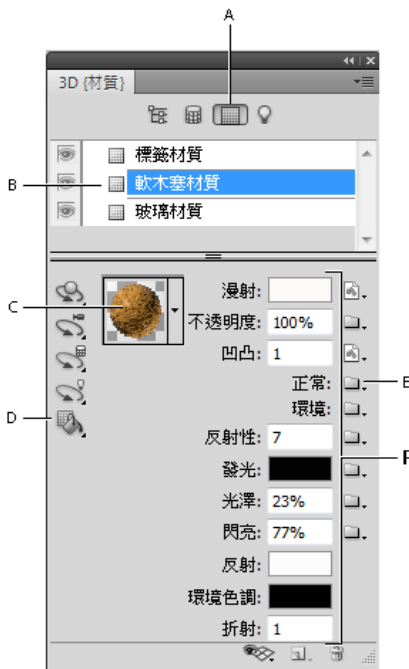 A
3D {材質}
B
標籤材質
軟木塞材質
玻璃材質
C
漫射:
不透明度: 100%
凹凸: 1
正常:
E
環境:
D
反射性: 7
F
發光:
光澤: 23%
閃亮: 77%
反射:
環境色調:
折射: 1